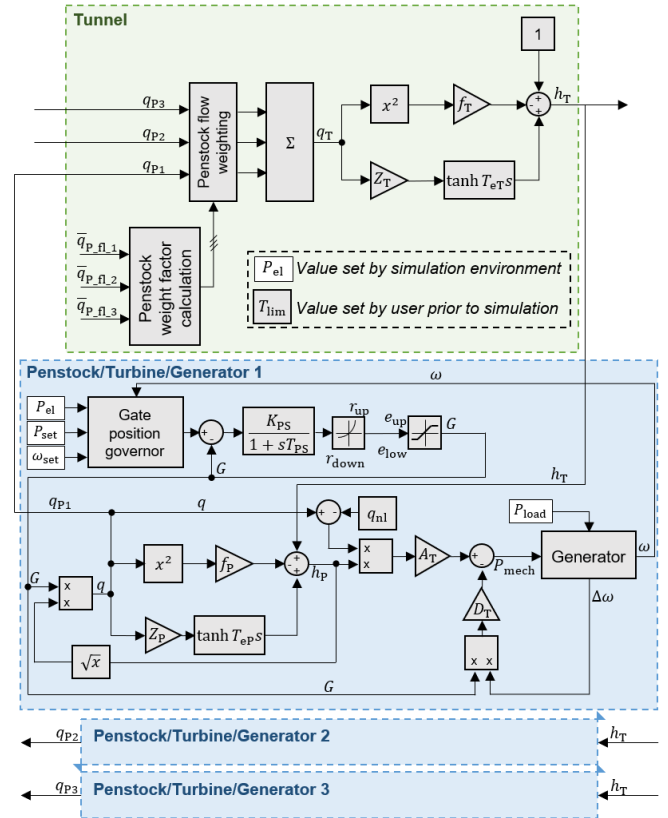 Tunnel
1
q_P3
q_P2
q_P1
Penstock flow
weighting
Σ
q_T
x²
f_T
h_T
- + +
Z_T
tanh T_eT s
q̅_P_fl_1
q̅_P_fl_3
q̅_P_fl_2
q̅_P_fl_3
Penstock
weight factor
calculation
P_el Value set by simulation environment
T_lim Value set by user prior to simulation
Penstock/Turbine/Generator 1
ω
P_el
P_set
ω_set
Gate
position
governor
+ -
K_PS
1 + sT_PS
r_up
r_down
e_up
e_low
G
G
h_T
q_P1
q
+ -
q_nl
P_load
x²
f_P
- + +
h_P
x
x
A_T
+ -
P_mech
Generator
ω
G
x
x
q
Δω
Z_P
tanh T_eP s
D_T
√x
x x
G
q_P2
Penstock/Turbine/Generator 2
h_T
q_P3
Penstock/Turbine/Generator 3
h_T